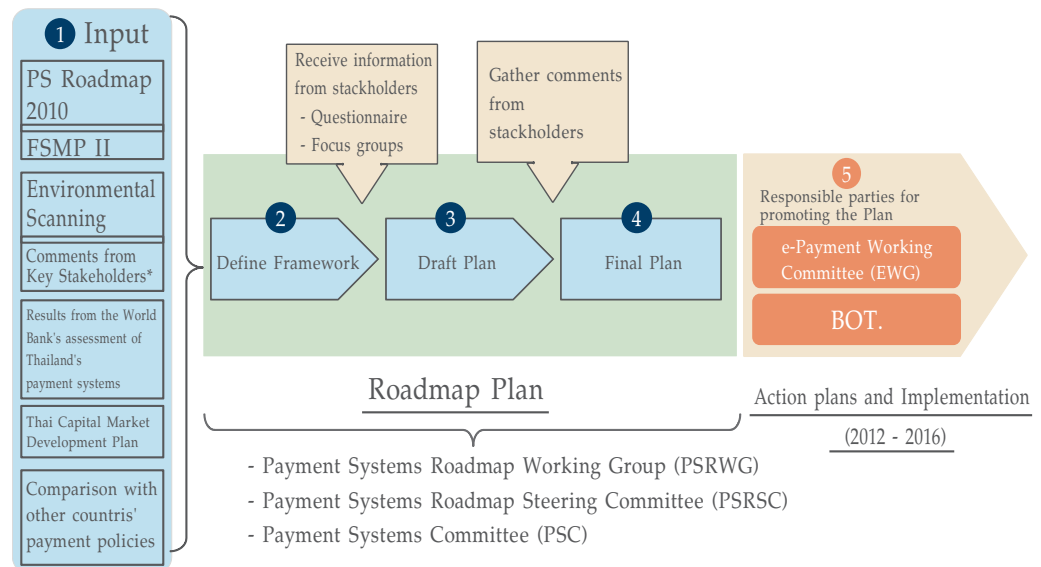 1 Input
PS Roadmap
2010
FSMP II
Environmental
Scanning
Comments from
Key Stakeholders*
Results from the World
Bank's assessment of
Thailand's
payment systems
Thai Capital Market
Development Plan
Comparison with
other countris'
payment policies
Receive information
from stackholders
- Questionnaire
- Focus groups
Gather comments
from
stackholders
2
Define Framework
3
Draft Plan
4
Final Plan
5
Responsible parties for
promoting the Plan
e-Payment Working
Committee (EWG)
BOT.
Roadmap Plan
- Payment Systems Roadmap Working Group (PSRWG)
- Payment Systems Roadmap Steering Committee (PSRSC)
- Payment Systems Committee (PSC)
Action plans and Implementation
(2012 - 2016)